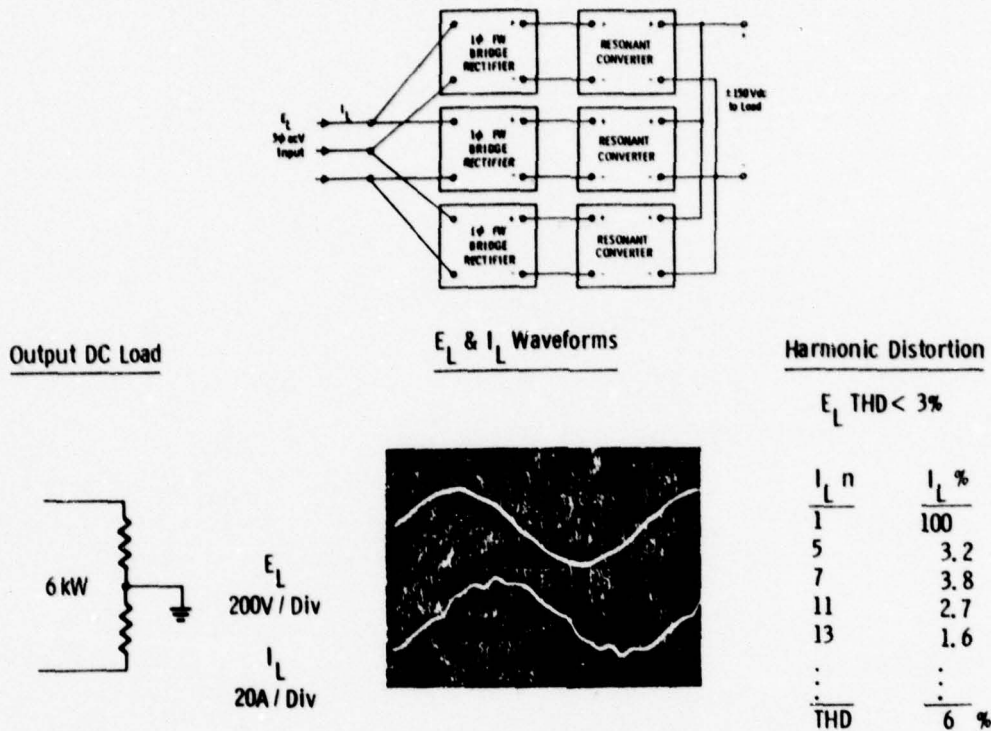 1ϕ FW
BRIDGE
RECTIFIER
+
-
+
-
RESONANT
CONVERTER
+
-
E_L
3ϕ acV
Input
I_L
1ϕ FW
BRIDGE
RECTIFIER
+
-
+
-
RESONANT
CONVERTER
+
-
±150 Vdc
to Load
1ϕ FW
BRIDGE
RECTIFIER
+
-
+
-
RESONANT
CONVERTER
+
-
Output DC Load
6 kW
E_L & I_L Waveforms
E_L
200V / Div
I_L
20A / Div
Harmonic Distortion
E_L THD < 3%
I_L n I_L %
1 100
5 3.2
7 3.8
11 2.7
13 1.6
. .
. .
. .
THD 6 %